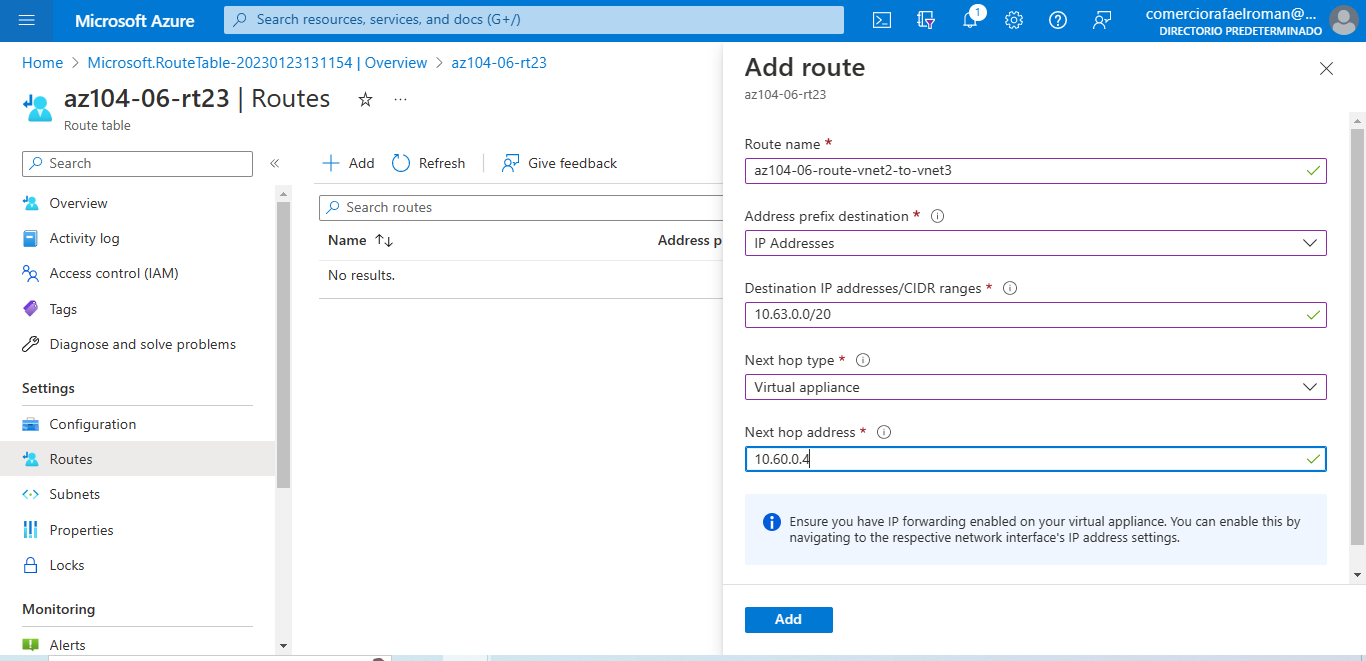 Microsoft Azure
Search resources, services, and docs (G+/)
1
comerciorafaelroman@...
DIRECTORIO PREDETERMINADO
Home > Microsoft.RouteTable-20230123131154 | Overview > az104-06-rt23
az104-06-rt23 | Routes
Route table
Search
Overview
Activity log
Access control (IAM)
Tags
Diagnose and solve problems
Settings
Configuration
Routes
Subnets
Properties
Locks
Monitoring
Alerts
Add
Refresh
Give feedback
Search routes
Name
Address p
No results.
Add route
az104-06-rt23
Route name *
az104-06-route-vnet2-to-vnet3
Address prefix destination *
IP Addresses
Destination IP addresses/CIDR ranges *
10.63.0.0/20
Next hop type *
Virtual appliance
Next hop address *
10.60.0.4
Ensure you have IP forwarding enabled on your virtual appliance. You can enable this by
navigating to the respective network interface's IP address settings.
Add